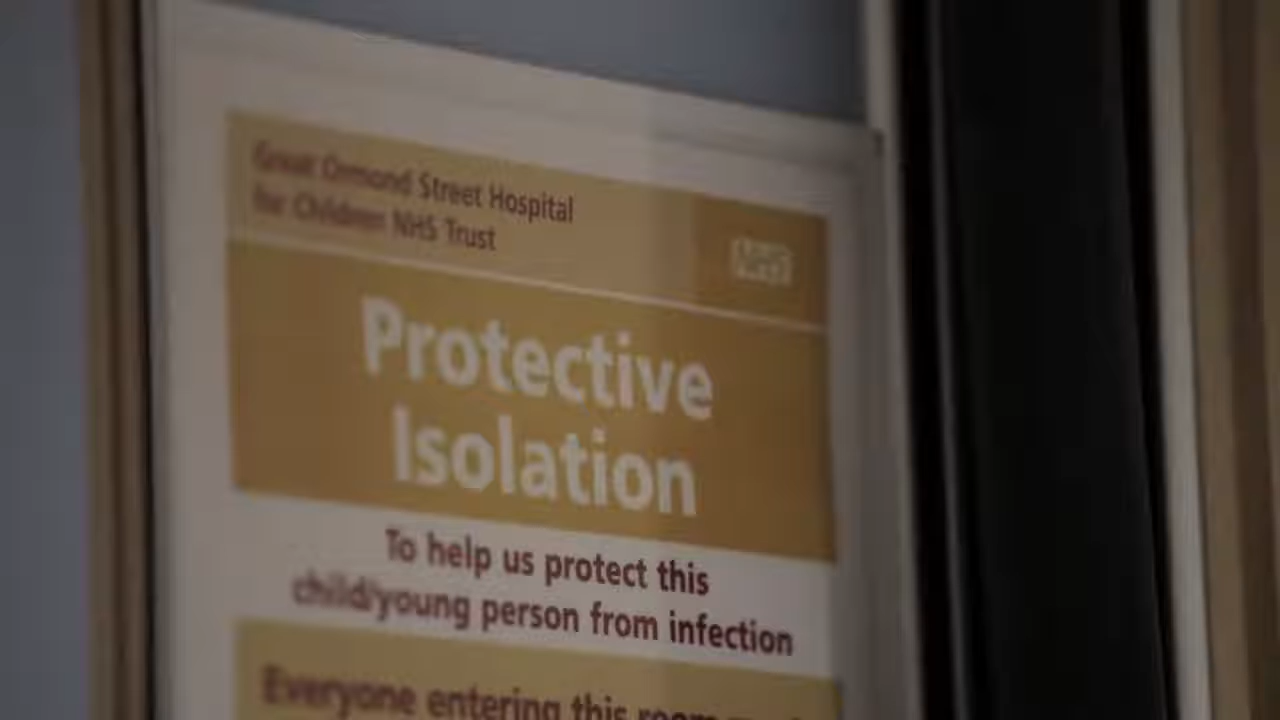 Great Ormond Street Hospital
for Children NHS Trust
NHS
Protective
Isolation
To help us protect this
child/young person from infection
Everyone entering this room